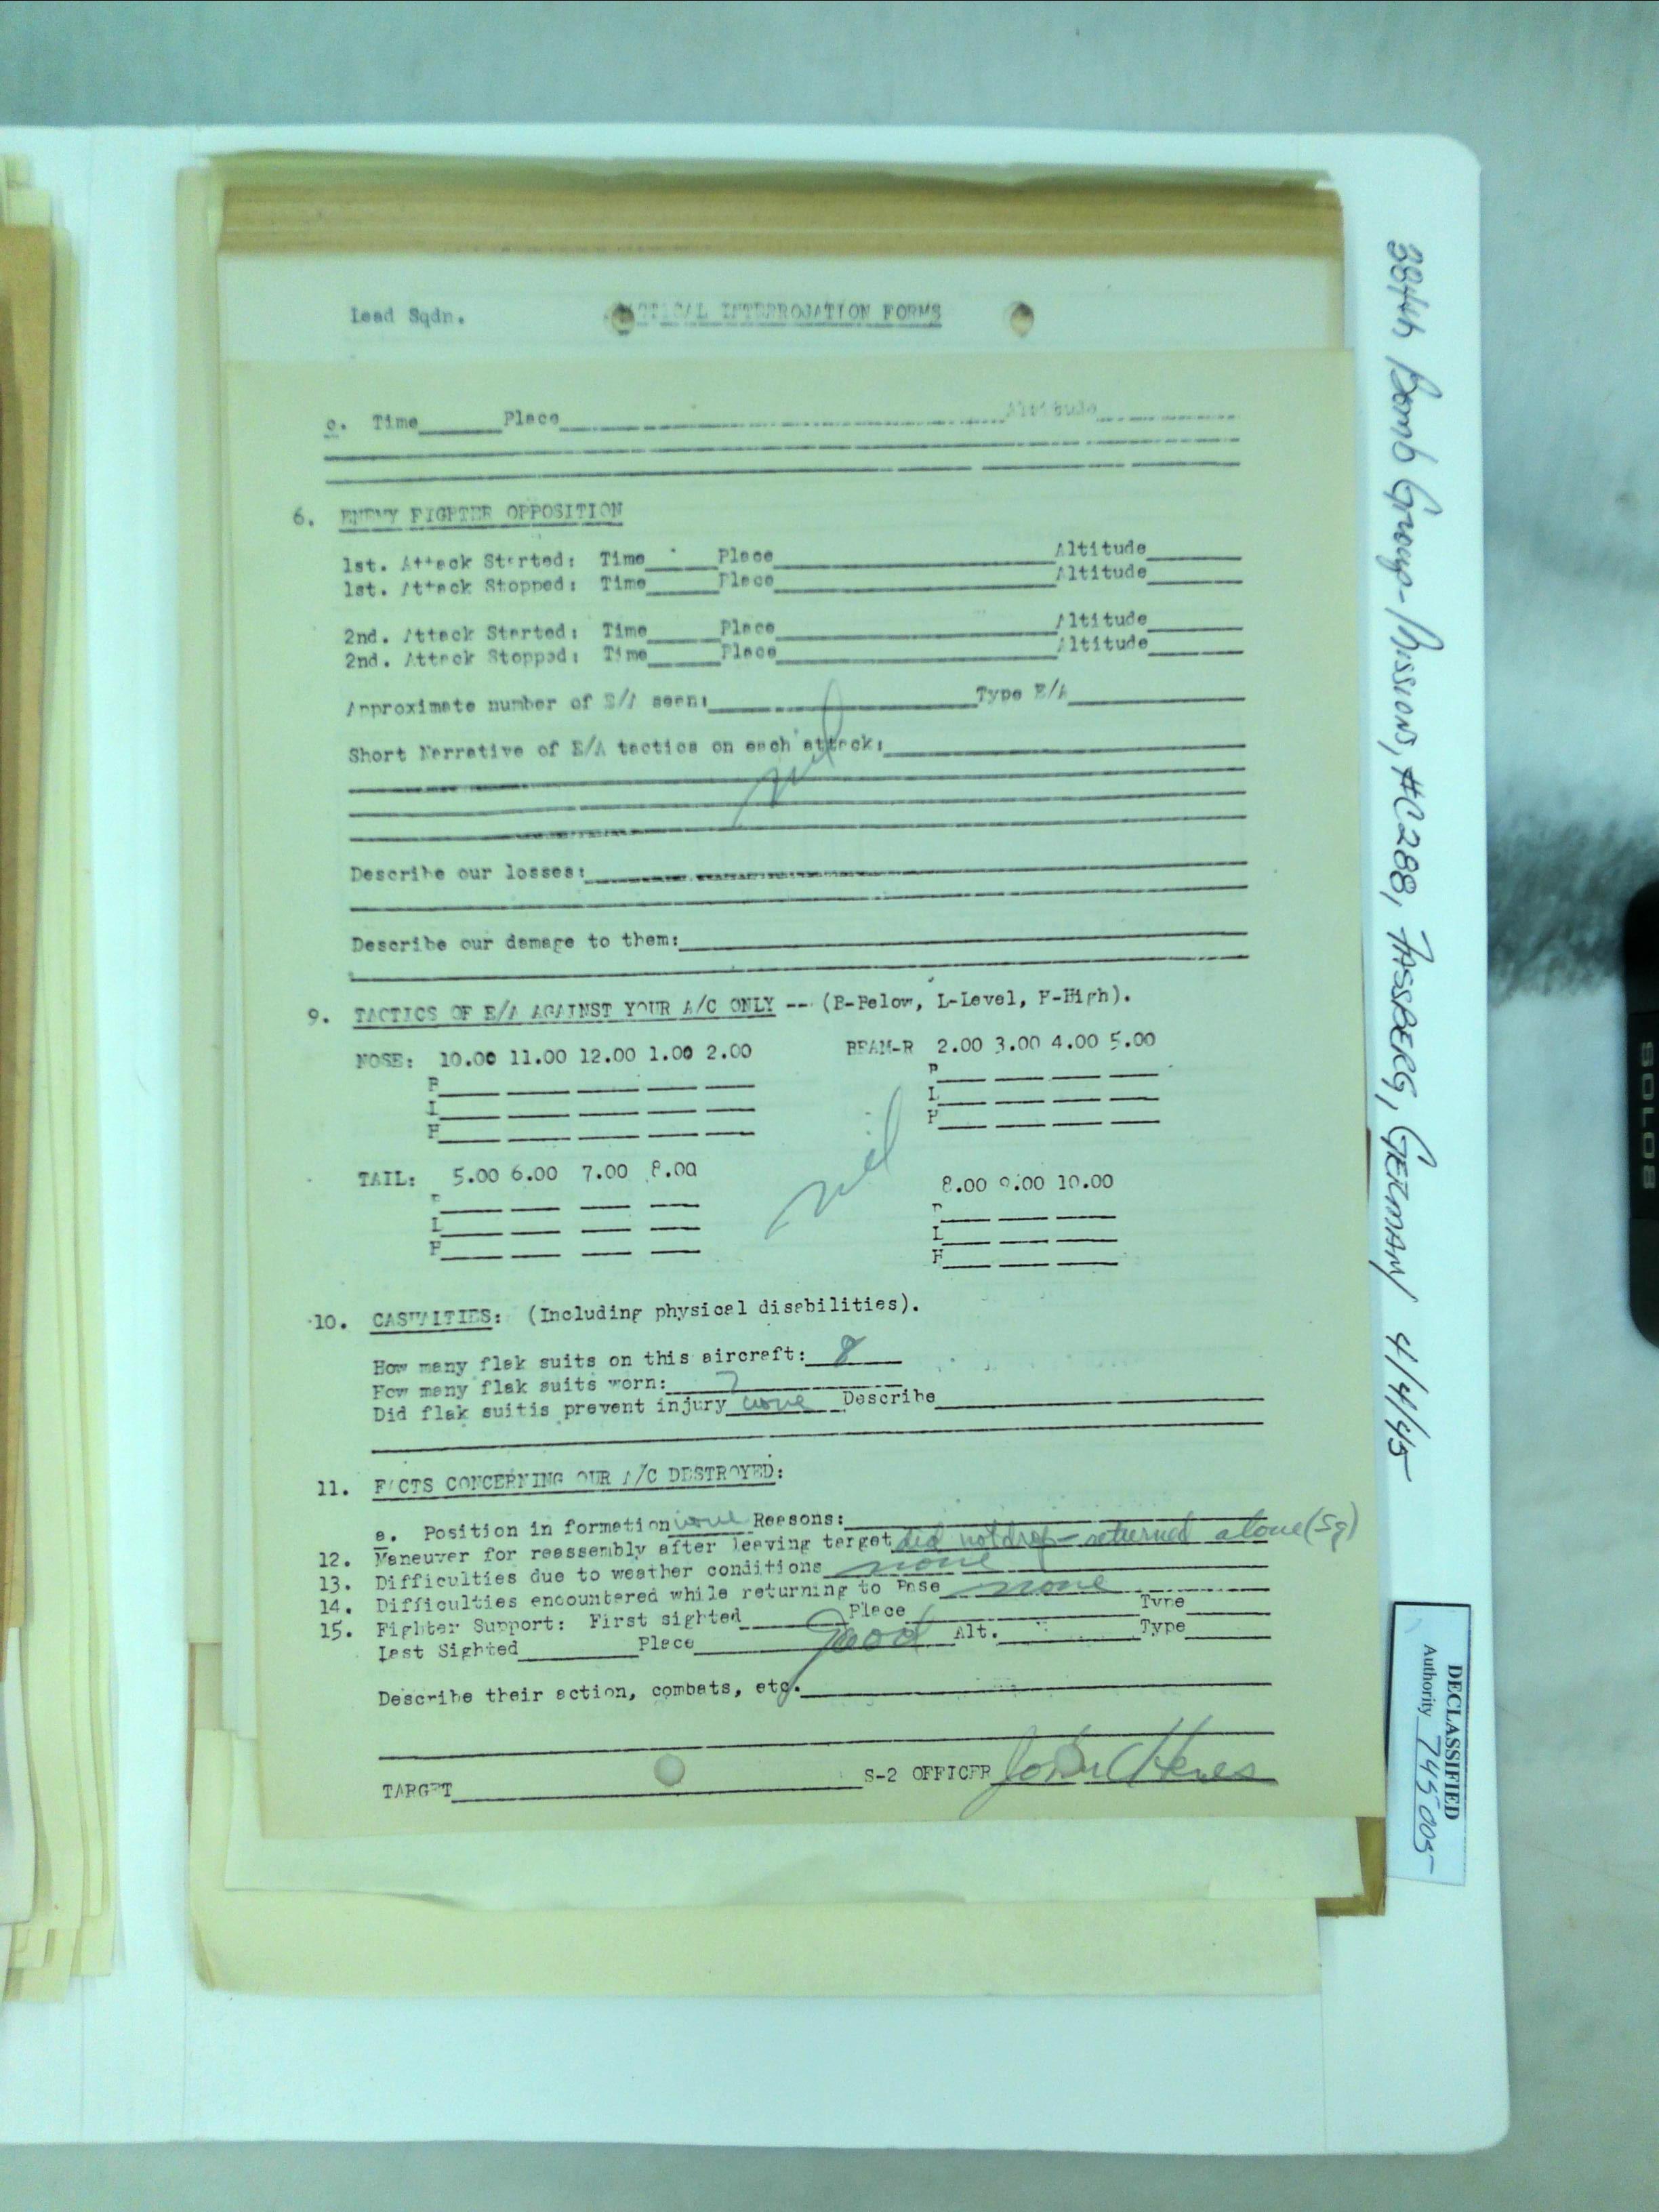 Lead Sqdn. TACTICAL INTERROJATION FORMS
c. Time Place Altitude
6. ENEMY FIGHTER OPPOSITION
1st. Attack Started: Time Place Altitude
1st. Attack Stopped: Time Place Altitude
2nd. Attack Started: Time Place Altitude
2nd. Attack Stopped: Time Place Altitude
Approximate number of E/A seen: Type E/A
Short Narrative of E/A tactics on each attack:
nil
Describe our losses:
Describe our damage to them:
9. TACTICS OF E/A AGAINST YOUR A/C ONLY -- (B-Below, L-Level, H-High).
NOSE: 10.00 11.00 12.00 1.00 2.00 BEAM-R 2.00 3.00 4.00 5.00
B B
L L
H H
nil
TAIL: 5.00 6.00 7.00 8.00 8.00 9.00 10.00
B B
L L
H H
10. CASUALTIES: (Including physical disabilities).
How many flak suits on this aircraft: 8
How many flak suits worn: 7
Did flak suitis prevent injury none Describe
11. FACTS CONCERNING OUR A/C DESTROYED:
a. Position in formation none Reasons:
12. Maneuver for reassembly after leaving target did not drop - returned alone (Sg)
13. Difficulties due to weather conditions none
14. Difficulties encountered while returning to Base none
15. Fighter Support: First sighted Place Type
Last Sighted Place Good Alt. Type
Describe their action, combats, etc.
TARGET S-2 OFFICER John
384th Bomb Group-Mission, #C288, FASSBERG, GERMANY 4/4/45
DECLASSIFIED
Authority 745005
SOLO8